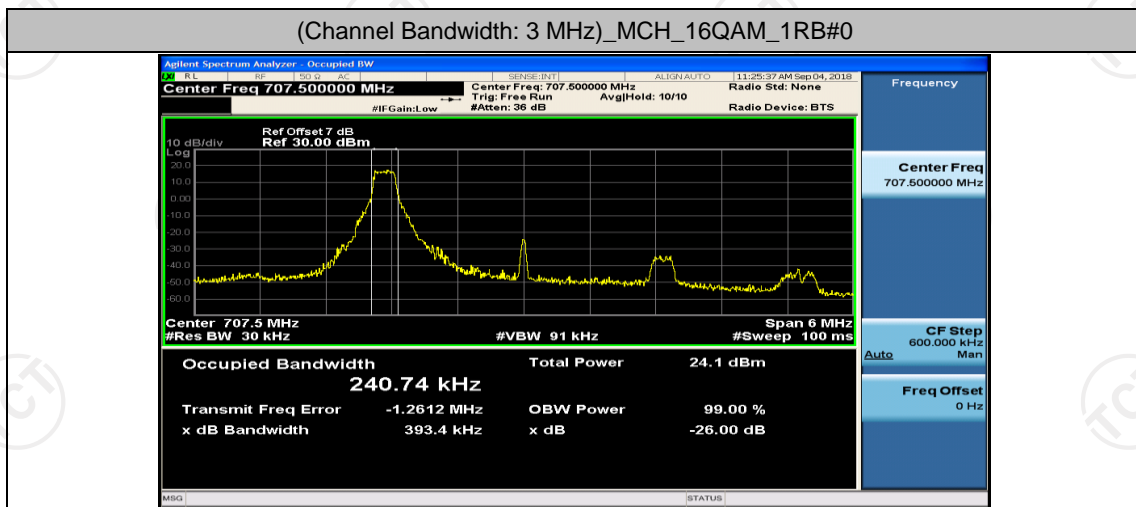 (Channel Bandwidth: 3 MHz)_MCH_16QAM_1RB#0
Agilent Spectrum Analyzer - Occupied BW
LXI RL RF 50 Ω AC SENSE:INT ALIGN AUTO 11:25:37 AM Sep 04, 2018
Center Freq 707.500000 MHz
Center Freq: 707.500000 MHz
Radio Std: None
Trig: Free Run Avg|Hold: 10/10
#IFGain:Low #Atten: 36 dB Radio Device: BTS
Frequency
Ref Offset 7 dB
10 dB/div Ref 30.00 dBm
Log
20.0
10.0
0.00
-10.0
-20.0
-30.0
-40.0
-50.0
-60.0
Center 707.5 MHz Span 6 MHz
#Res BW 30 kHz #VBW 91 kHz #Sweep 100 ms
Center Freq
707.500000 MHz
CF Step
600.000 kHz
Auto Man
Freq Offset
0 Hz
Occupied Bandwidth Total Power 24.1 dBm
240.74 kHz
Transmit Freq Error -1.2612 MHz OBW Power 99.00 %
x dB Bandwidth 393.4 kHz x dB -26.00 dB
MSG STATUS
TCT
TCT